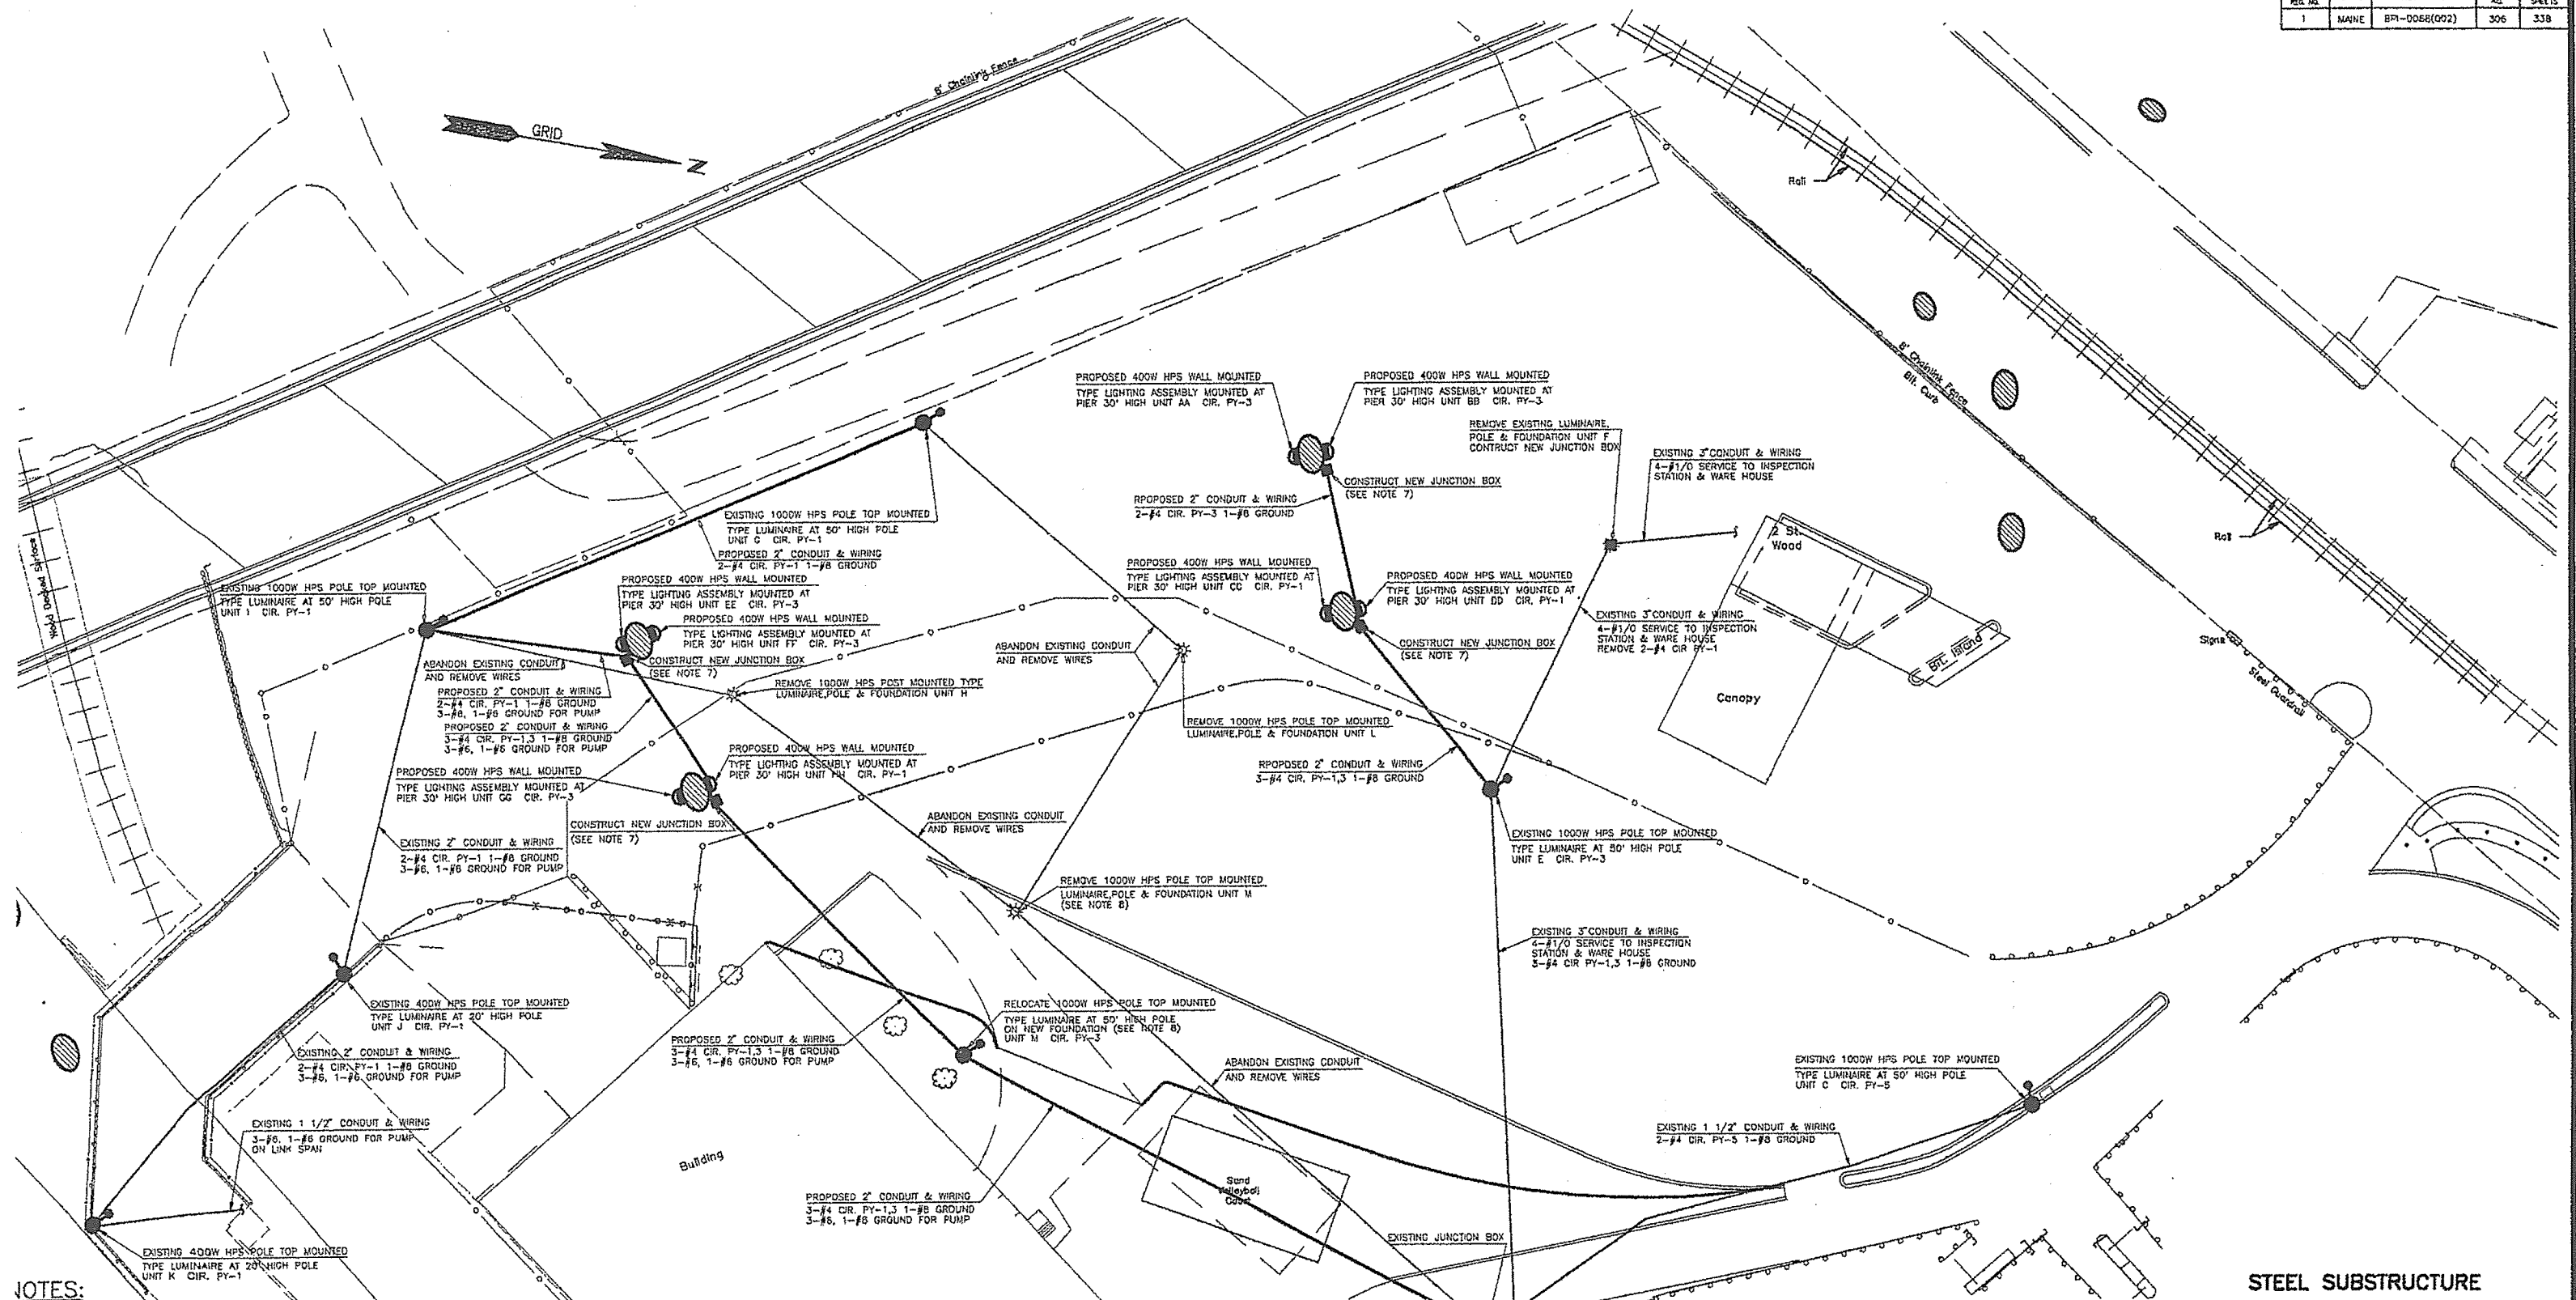 1 MAINE BRI-0058(002) 306 338
6' Chainlink Fence
GRID
N
Rail
8' Chainlink Fence
Bit. Curb
PROPOSED 400W HPS WALL MOUNTED
TYPE LIGHTING ASSEMBLY MOUNTED AT
PIER 30' HIGH UNIT AA CIR. PY-3
PROPOSED 400W HPS WALL MOUNTED
TYPE LIGHTING ASSEMBLY MOUNTED AT
PIER 30' HIGH UNIT BB CIR. PY-3
REMOVE EXISTING LUMINAIRE,
POLE & FOUNDATION UNIT F
CONTRUCT NEW JUNCTION BOX
EXISTING 3" CONDUIT & WIRING
4-#1/0 SERVICE TO INSPECTION
STATION & WARE HOUSE
CONSTRUCT NEW JUNCTION BOX
(SEE NOTE 7)
RPOPOSED 2" CONDUIT & WIRING
2-#4 CIR. PY-3 1-#8 GROUND
EXISTING 1000W HPS POLE TOP MOUNTED
TYPE LUMINAIRE AT 50' HIGH POLE
UNIT G CIR. PY-1
PROPOSED 2" CONDUIT & WIRING
2-#4 CIR. PY-1 1-#8 GROUND
2 St.
Wood
Rail
Wood Decked Surface
EXISTING 1000W HPS POLE TOP MOUNTED
TYPE LUMINAIRE AT 50' HIGH POLE
UNIT I CIR. PY-1
PROPOSED 400W HPS WALL MOUNTED
TYPE LIGHTING ASSEMBLY MOUNTED AT
PIER 30' HIGH UNIT EE CIR. PY-3
PROPOSED 400W HPS WALL MOUNTED
TYPE LIGHTING ASSEMBLY MOUNTED AT
PIER 30' HIGH UNIT FF CIR. PY-3
PROPOSED 400W HPS WALL MOUNTED
TYPE LIGHTING ASSEMBLY MOUNTED AT
PIER 30' HIGH UNIT CC CIR. PY-1
PROPOSED 400W HPS WALL MOUNTED
TYPE LIGHTING ASSEMBLY MOUNTED AT
PIER 30' HIGH UNIT DD CIR. PY-1
EXISTING 3" CONDUIT & WIRING
4-#1/0 SERVICE TO INSPECTION
STATION & WARE HOUSE
REMOVE 2-#4 CIR PY-1
CONSTRUCT NEW JUNCTION BOX
(SEE NOTE 7)
Bit. Island
Signs
Steel Guardrail
ABANDON EXISTING CONDUIT
AND REMOVE WIRES
CONSTRUCT NEW JUNCTION BOX
(SEE NOTE 7)
ABANDON EXISTING CONDUIT
AND REMOVE WIRES
REMOVE 1000W HPS POST MOUNTED TYPE
LUMINAIRE,POLE & FOUNDATION UNIT H
PROPOSED 2" CONDUIT & WIRING
2-#4 CIR. PY-1 1-#8 GROUND
3-#6, 1-#6 GROUND FOR PUMP
PROPOSED 2" CONDUIT & WIRING
3-#4 CIR. PY-1,3 1-#8 GROUND
3-#6, 1-#6 GROUND FOR PUMP
Canopy
REMOVE 1000W HPS POLE TOP MOUNTED
LUMINAIRE,POLE & FOUNDATION UNIT L
PROPOSED 400W HPS WALL MOUNTED
TYPE LIGHTING ASSEMBLY MOUNTED AT
PIER 30' HIGH UNIT HH CIR. PY-1
PROPOSED 400W HPS WALL MOUNTED
TYPE LIGHTING ASSEMBLY MOUNTED AT
PIER 30' HIGH UNIT GG CIR. PY-3
RPOPOSED 2" CONDUIT & WIRING
3-#4 CIR. PY-1,3 1-#8 GROUND
CONSTRUCT NEW JUNCTION BOX
(SEE NOTE 7)
ABANDON EXISTING CONDUIT
AND REMOVE WIRES
EXISTING 1000W HPS POLE TOP MOUNTED
TYPE LUMINAIRE AT 50' HIGH POLE
UNIT E CIR. PY-3
EXISTING 2" CONDUIT & WIRING
2-#4 CIR. PY-1 1-#8 GROUND
3-#6, 1-#6 GROUND FOR PUMP
REMOVE 1000W HPS POLE TOP MOUNTED
LUMINAIRE,POLE & FOUNDATION UNIT M
(SEE NOTE 8)
EXISTING 3" CONDUIT & WIRING
4-#1/0 SERVICE TO INSPECTION
STATION & WARE HOUSE
3-#4 CIR PY-1,3 1-#8 GROUND
EXISTING 400W HPS POLE TOP MOUNTED
TYPE LUMINAIRE AT 20' HIGH POLE
UNIT J CIR. PY-1
RELOCATE 1000W HPS POLE TOP MOUNTED
TYPE LUMINAIRE AT 50' HIGH POLE
ON NEW FOUNDATION (SEE NOTE 8)
UNIT M CIR. PY-3
PROPOSED 2" CONDUIT & WIRING
3-#4 CIR. PY-1,3 1-#8 GROUND
3-#6, 1-#6 GROUND FOR PUMP
EXISTING 2" CONDUIT & WIRING
2-#4 CIR. PY-1 1-#8 GROUND
3-#6, 1-#6 GROUND FOR PUMP
ABANDON EXISTING CONDUIT
AND REMOVE WIRES
EXISTING 1000W HPS POLE TOP MOUNTED
TYPE LUMINAIRE AT 50' HIGH POLE
UNIT C CIR. PY-5
EXISTING 1 1/2" CONDUIT & WIRING
3-#6, 1-#6 GROUND FOR PUMP
ON LINK SPAN
EXISTING 1 1/2" CONDUIT & WIRING
2-#4 CIR. PY-5 1-#8 GROUND
Building
Sand
Volleyball
Court
PROPOSED 2" CONDUIT & WIRING
3-#4 CIR. PY-1,3 1-#8 GROUND
3-#6, 1-#6 GROUND FOR PUMP
EXISTING JUNCTION BOX
EXISTING 400W HPS POLE TOP MOUNTED
TYPE LUMINAIRE AT 20' HIGH POLE
UNIT K CIR. PY-1
NOTES:
STEEL SUBSTRUCTURE